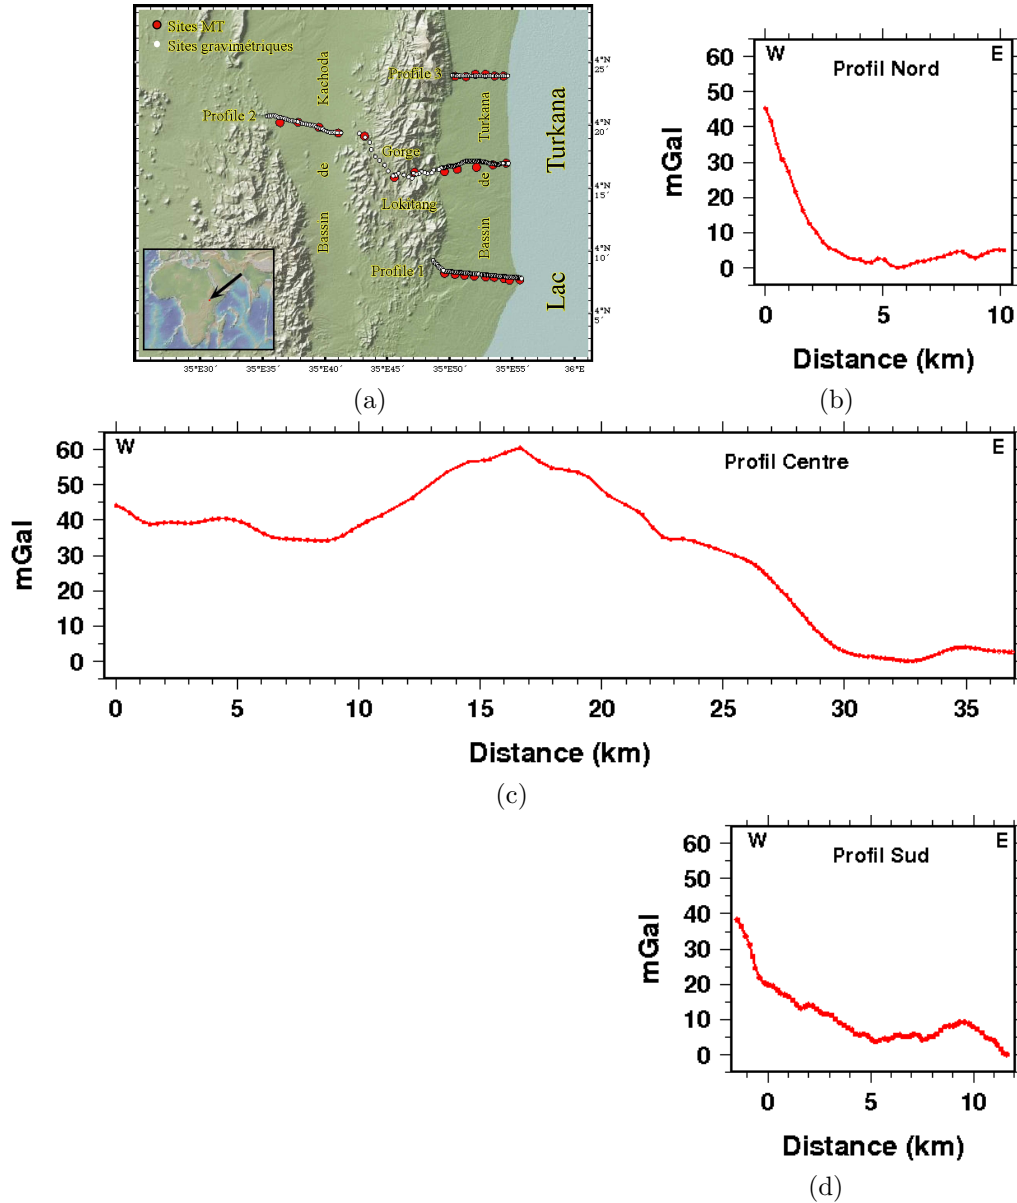 Sites MT
Sites gravimétriques
Profile 3
Kachoda
Profile 2
Turkana
Turkana
Gorge
de
de
Lokitang
Bassin
Bassin
Profile 1
Lac
4°N
25´
4°N
20´
4°N
15´
4°N
10´
4°N
5´
35°E30´
35°E35´
35°E40´
35°E45´
35°E50´
35°E55´
36°E
(a)
W
E
Profil Nord
mGal
60
50
40
30
20
10
0
0
5
10
Distance (km)
(b)
W
E
Profil Centre
mGal
60
50
40
30
20
10
0
0
5
10
15
20
25
30
35
Distance (km)
(c)
W
E
Profil Sud
mGal
60
50
40
30
20
10
0
0
5
10
Distance (km)
(d)